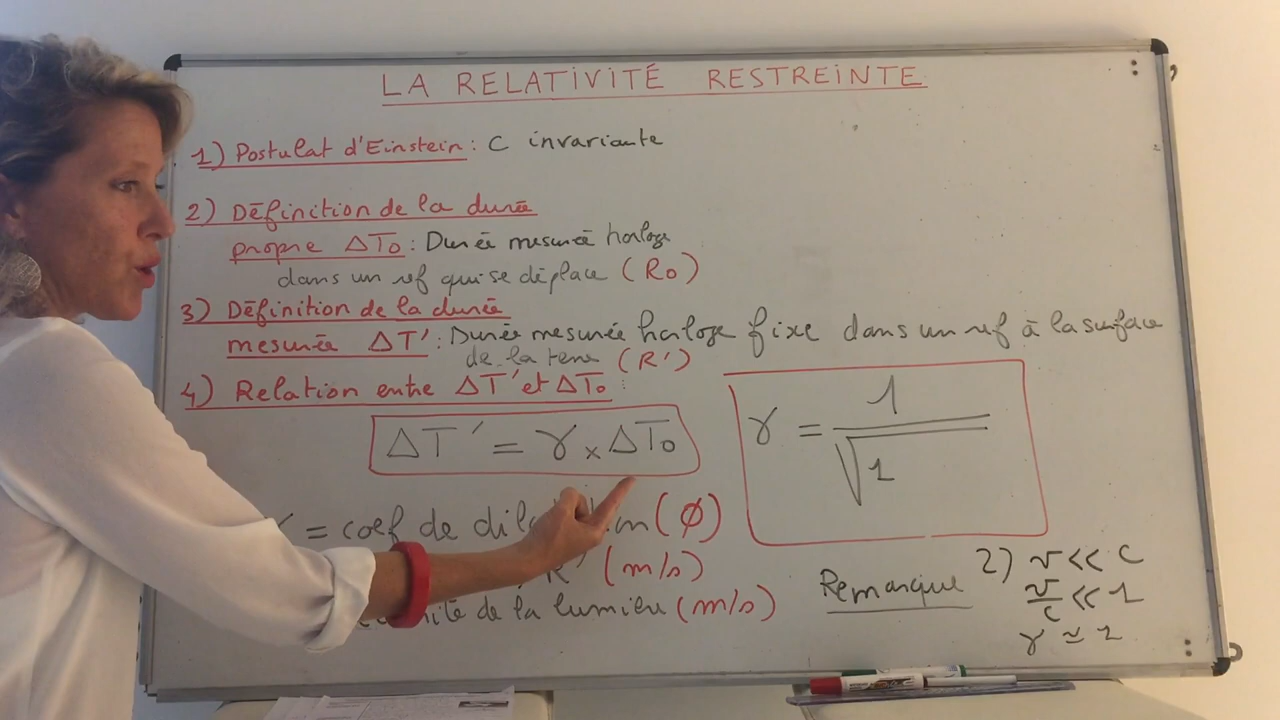 LA RELATIVITÉ RESTREINTE
1) Postulat d'Einstein : C invariante
2) Définition de la durée
propre ΔT₀ : Durée mesurée horloge
dans un ref qui se déplace (R₀)
3) Définition de la durée
mesurée ΔT' : Durée mesurée horloge fixe dans un ref à la surface
de la terre (R')
4) Relation entre ΔT' et ΔT₀ :
ΔT' = γ × ΔT₀
γ = 1 / √1
= coef de (Ø)
R' (m/s)
de la lumière (m/s)
Remarque
2) v << c
v/c << 1
γ ≃ 1